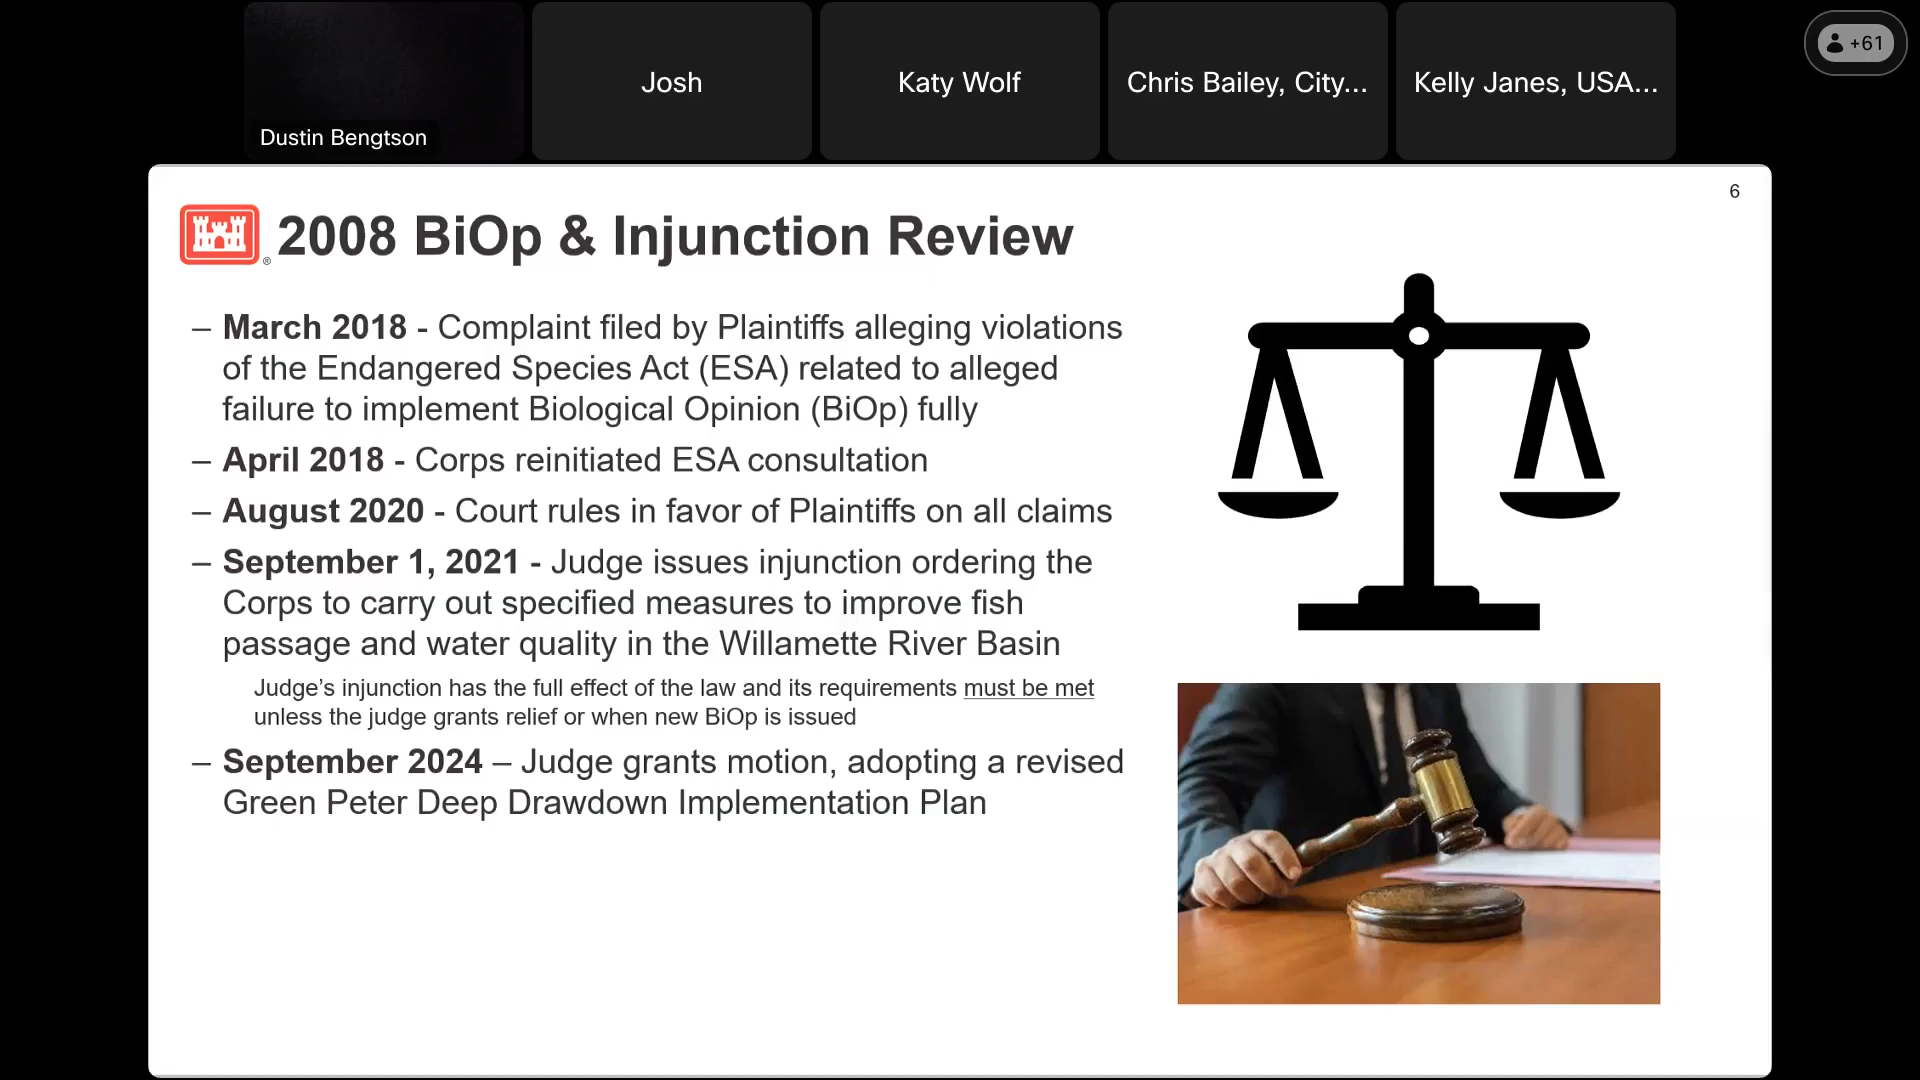 Dustin Bengtson
Josh
Katy Wolf
Chris Bailey, City...
Kelly Janes, USA...
+61
6
® 2008 BiOp & Injunction Review
– March 2018 - Complaint filed by Plaintiffs alleging violations
of the Endangered Species Act (ESA) related to alleged
failure to implement Biological Opinion (BiOp) fully
– April 2018 - Corps reinitiated ESA consultation
– August 2020 - Court rules in favor of Plaintiffs on all claims
– September 1, 2021 - Judge issues injunction ordering the
Corps to carry out specified measures to improve fish
passage and water quality in the Willamette River Basin
Judge’s injunction has the full effect of the law and its requirements must be met
unless the judge grants relief or when new BiOp is issued
– September 2024 – Judge grants motion, adopting a revised
Green Peter Deep Drawdown Implementation Plan